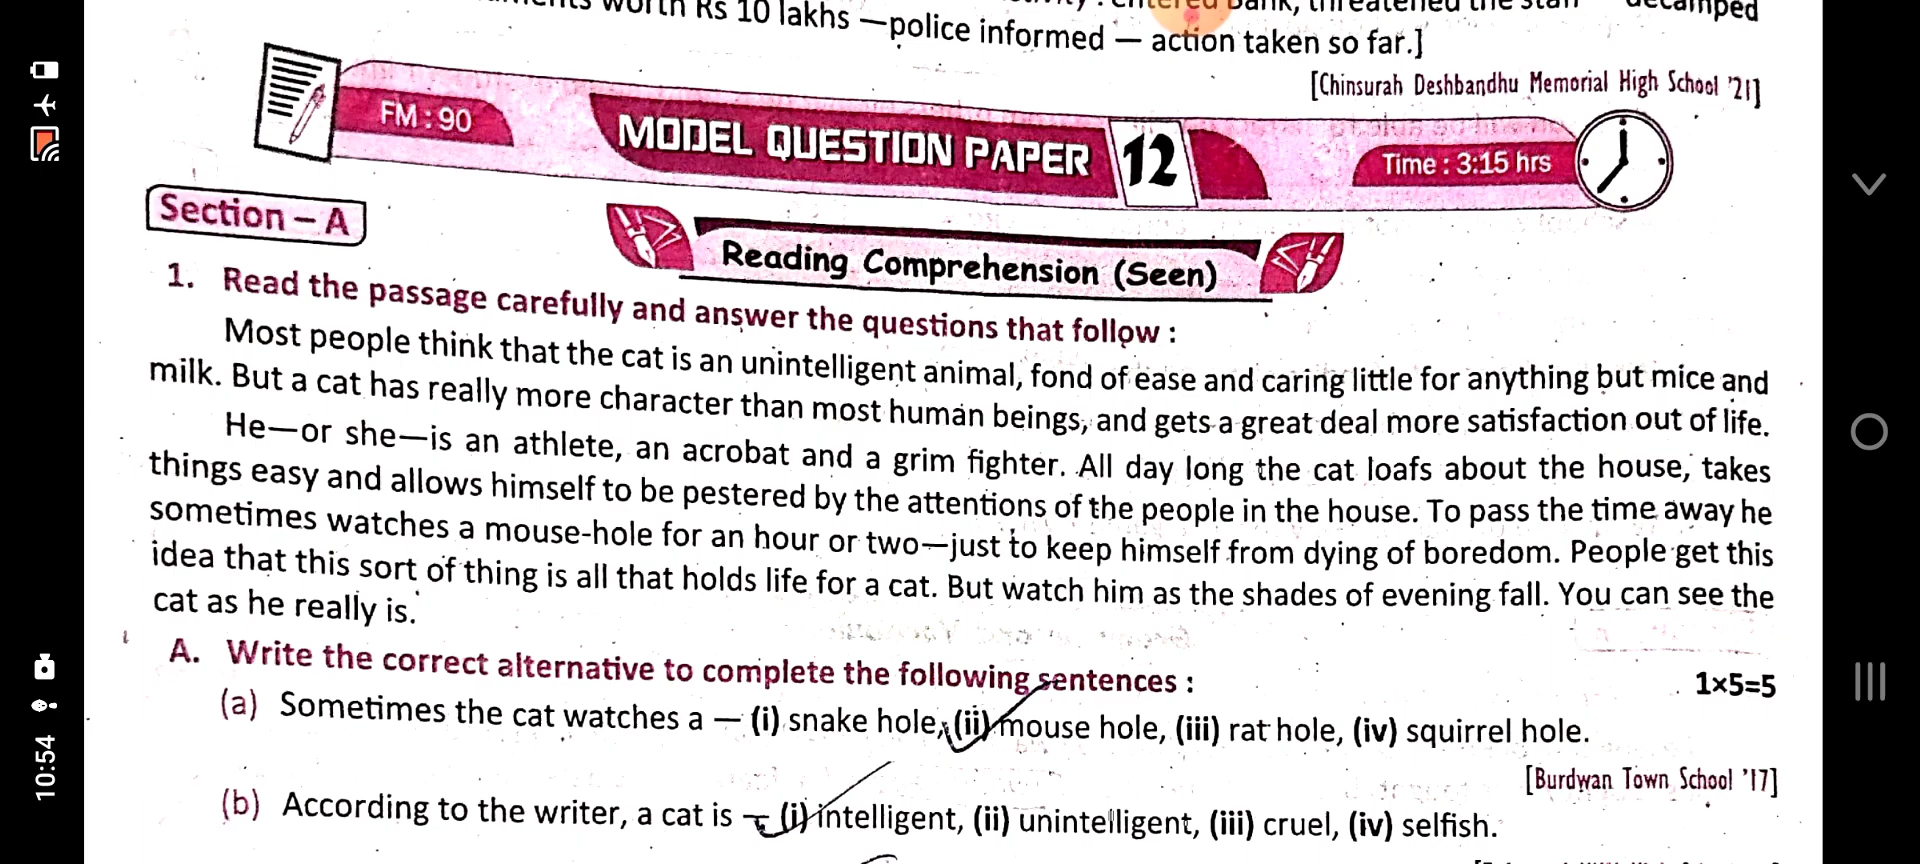 worth Rs 10 lakhs —police informed — action taken so far.]
[Chinsurah Deshbandhu Memorial High School '21]
FM : 90
MODEL QUESTION PAPER 12
Time : 3:15 hrs
Section – A
Reading Comprehension (Seen)
1. Read the passage carefully and answer the questions that follow :
Most people think that the cat is an unintelligent animal, fond of ease and caring little for anything but mice and
milk. But a cat has really more character than most human beings, and gets a great deal more satisfaction out of life.
He—or she—is an athlete, an acrobat and a grim fighter. All day long the cat loafs about the house, takes
things easy and allows himself to be pestered by the attentions of the people in the house. To pass the time away he
sometimes watches a mouse-hole for an hour or two—just to keep himself from dying of boredom. People get this
idea that this sort of thing is all that holds life for a cat. But watch him as the shades of evening fall. You can see the
cat as he really is.
A. Write the correct alternative to complete the following sentences : 1×5=5
(a) Sometimes the cat watches a — (i) snake hole, (ii) mouse hole, (iii) rat hole, (iv) squirrel hole.
[Burdwan Town School '17]
(b) According to the writer, a cat is — (i) intelligent, (ii) unintelligent, (iii) cruel, (iv) selfish.
10:54